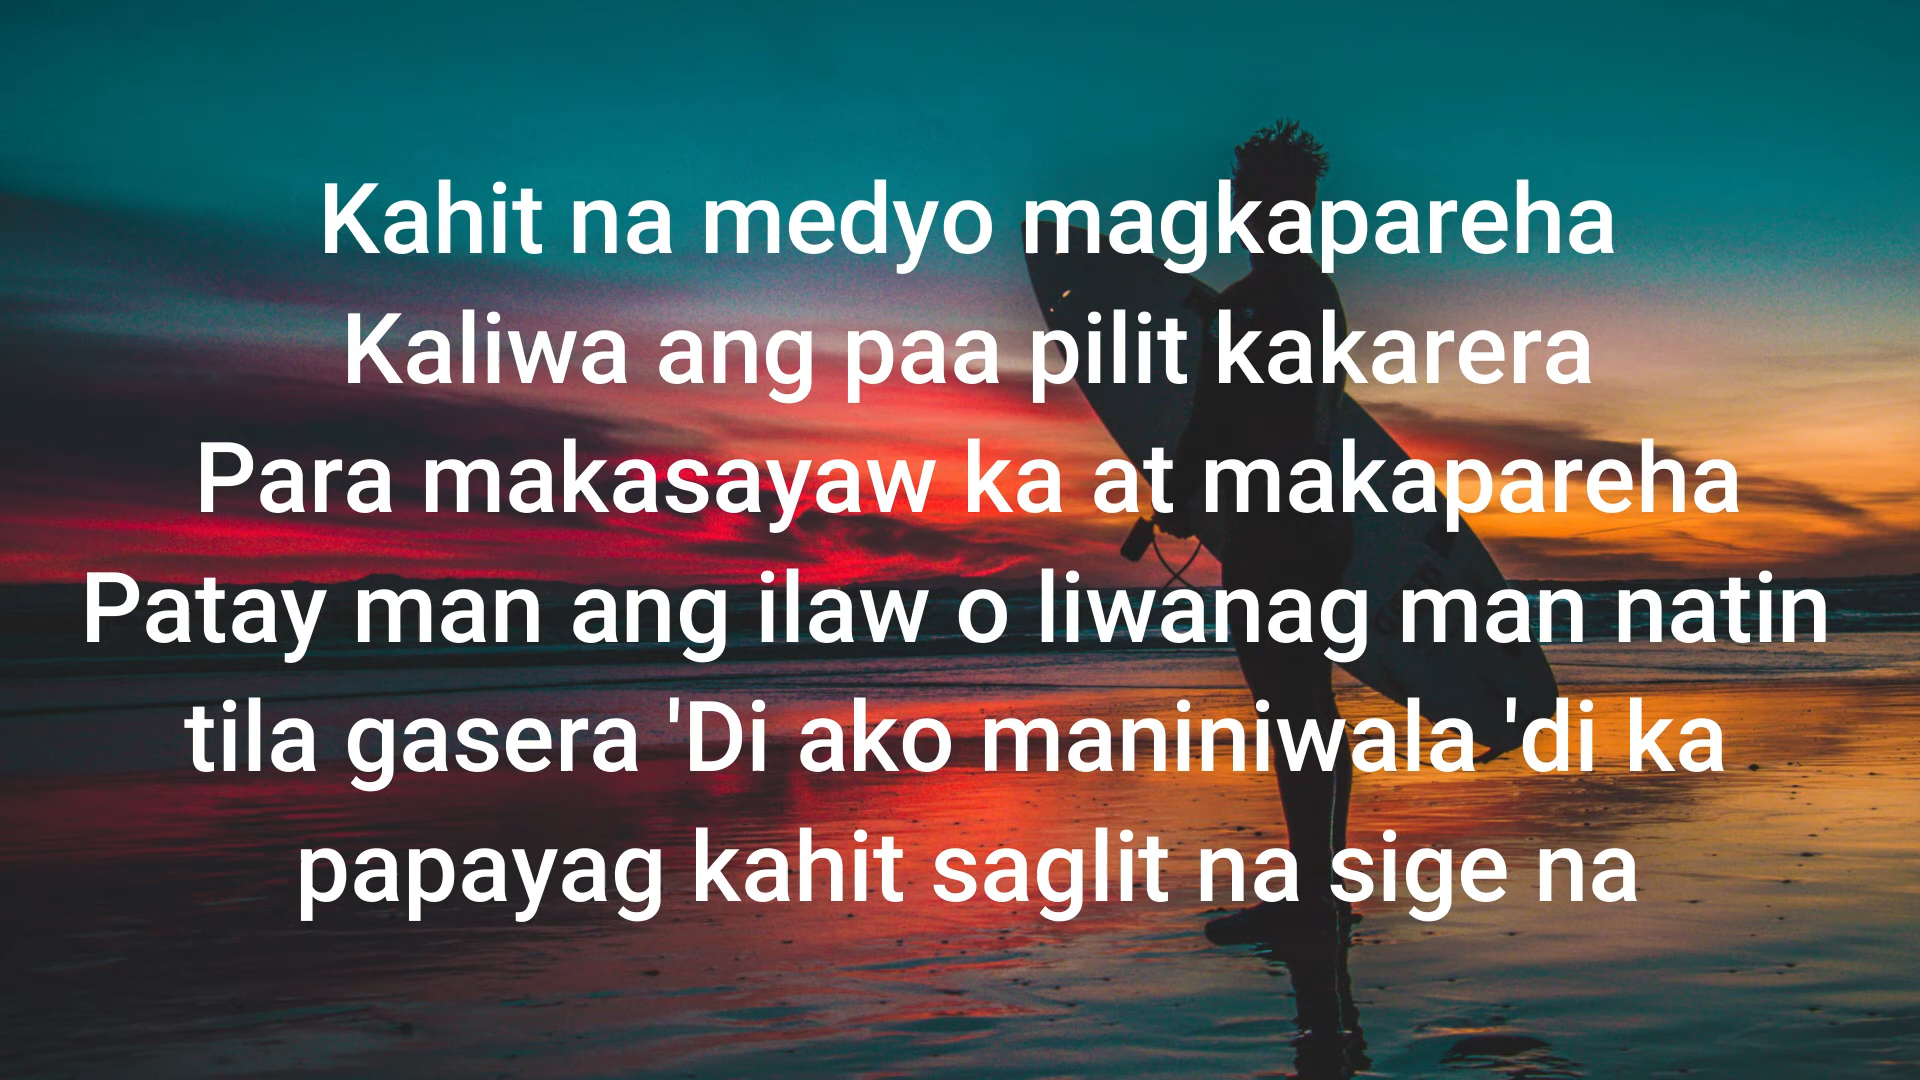 Kahit na medyo magkapareha
Kaliwa ang paa pilit kakarera
Para makasayaw ka at makapareha
Patay man ang ilaw o liwanag man natin
tila gasera 'Di ako maniniwala 'di ka
papayag kahit saglit na sige na